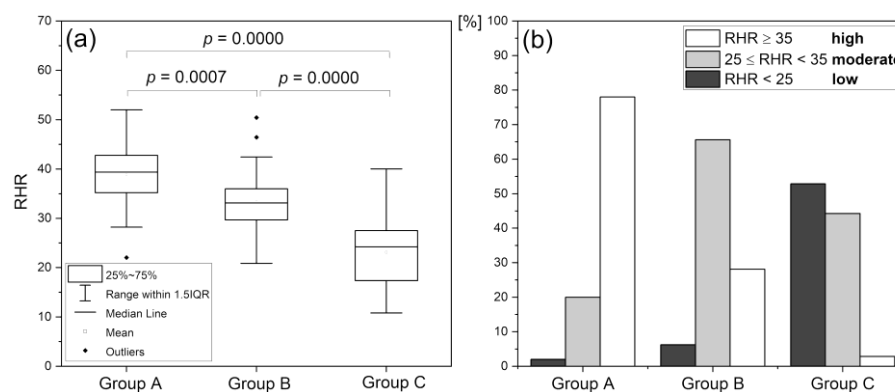 (a)
p = 0.0000
p = 0.0007
p = 0.0000
RHR
70
60
50
40
30
20
10
0
25%~75%
Range within 1.5IQR
Median Line
Mean
Outliers
Group A Group B Group C
[%]
(b)
RHR ≥ 35 high
25 ≤ RHR < 35 moderate
RHR < 25 low
100
90
80
70
60
50
40
30
20
10
0
Group A Group B Group C